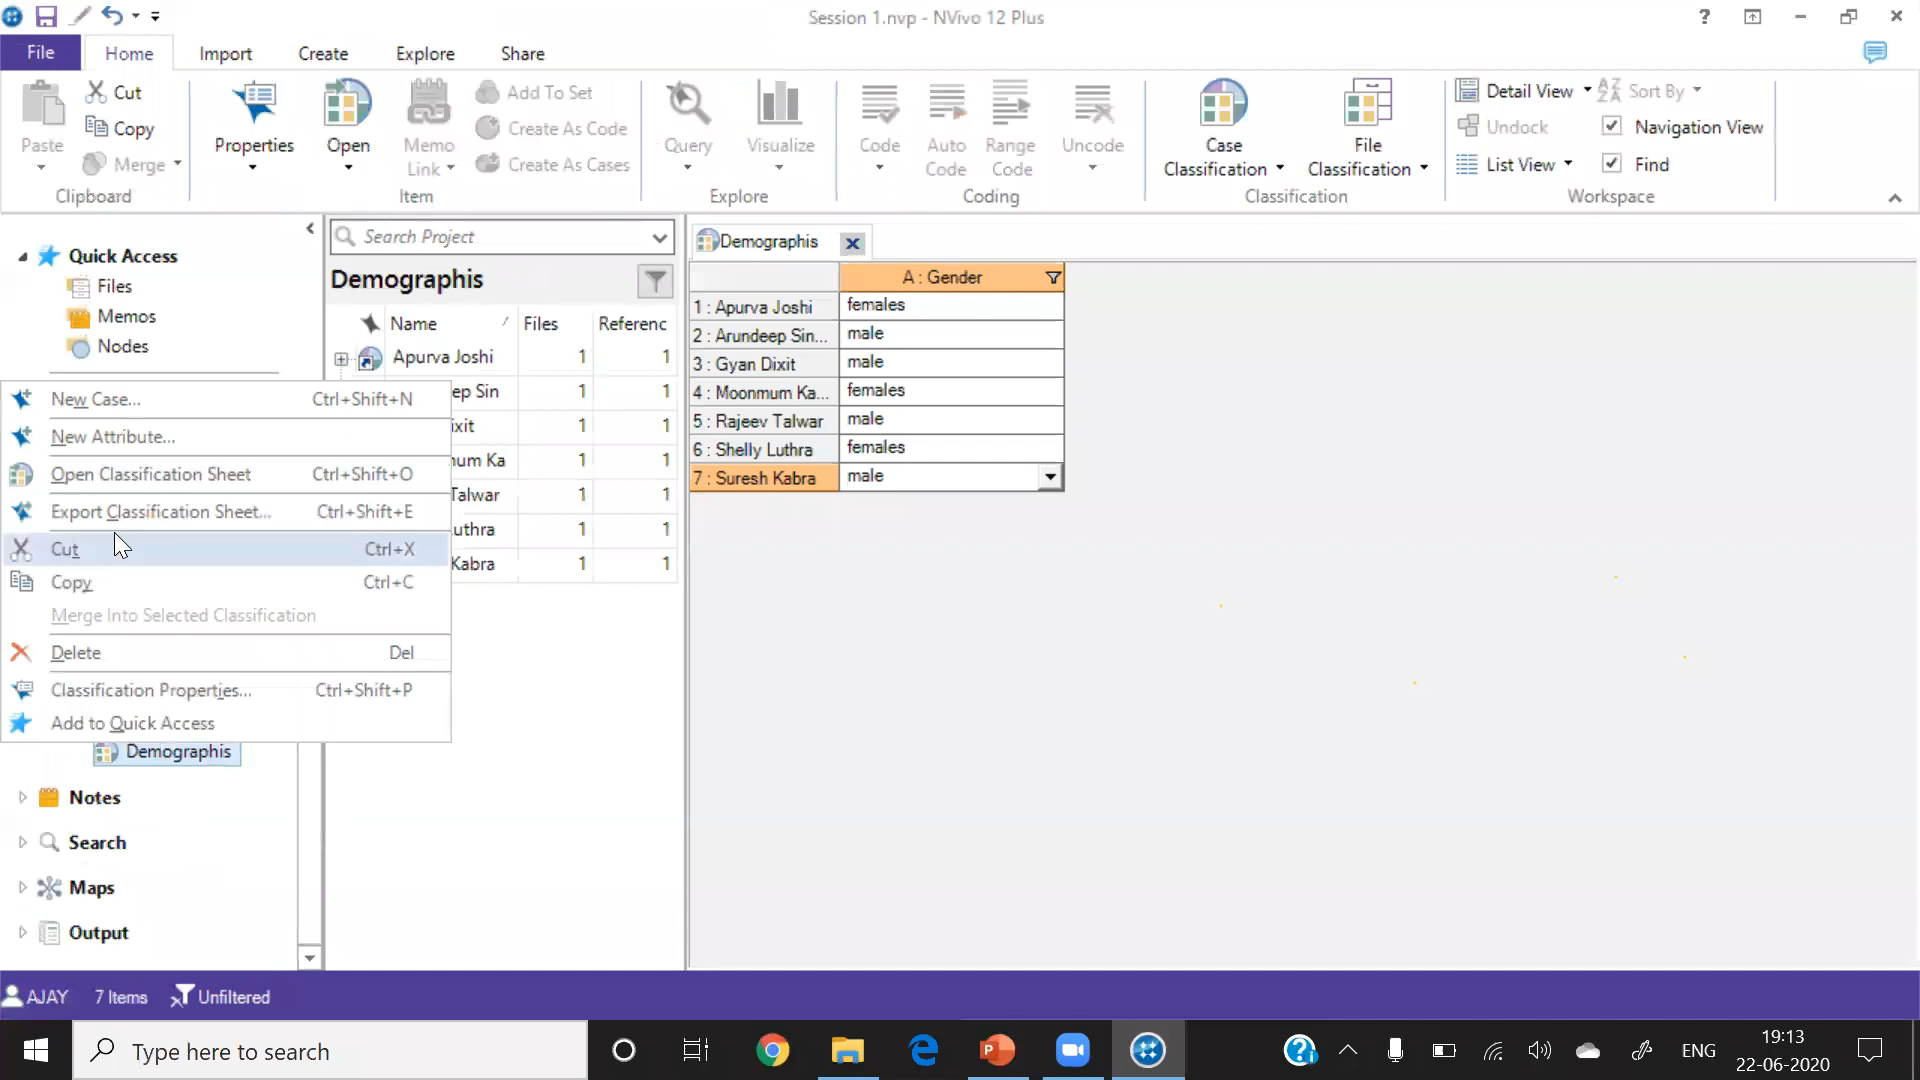 Session 1.nvp - NVivo 12 Plus
?
File
Home
Import
Create
Explore
Share
Paste
Cut
Copy
Merge
Clipboard
Properties
Open
Memo
Link
Add To Set
Create As Code
Create As Cases
Item
Query
Visualize
Explore
Code
Auto
Code
Range
Code
Uncode
Coding
Case
Classification
File
Classification
Classification
Detail View
Sort By
Undock
Navigation View
List View
Find
Workspace
Quick Access
Files
Memos
Nodes
New Case... Ctrl+Shift+N
New Attribute...
Open Classification Sheet Ctrl+Shift+O
Export Classification Sheet... Ctrl+Shift+E
Cut Ctrl+X
Copy Ctrl+C
Merge Into Selected Classification
Delete Del
Classification Properties... Ctrl+Shift+P
Add to Quick Access
Demographis
Notes
Search
Maps
Output
Search Project
Demographis
Name Files Referenc
Apurva Joshi 1 1
ep Sin 1 1
ixit 1 1
num Ka 1 1
Talwar 1 1
uthra 1 1
Kabra 1 1
Demographis
A : Gender
1 : Apurva Joshi females
2 : Arundeep Sin... male
3 : Gyan Dixit male
4 : Moonmum Ka... females
5 : Rajeev Talwar male
6 : Shelly Luthra females
7 : Suresh Kabra male
AJAY 7 Items Unfiltered
Type here to search
ENG
19:13
22-06-2020